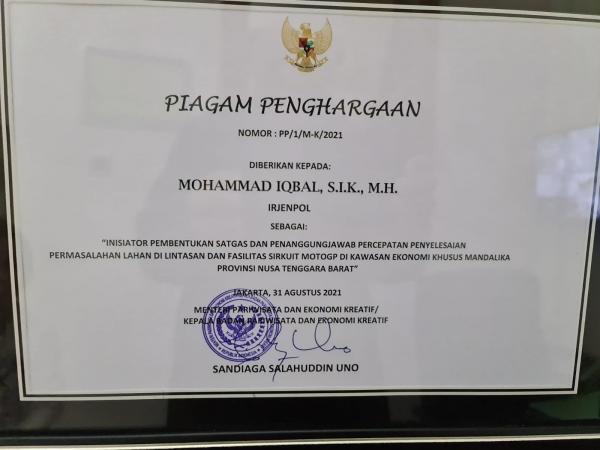 PIAGAM PENGHARGAAN
NOMOR : PP/1/M-K/2021
DIBERIKAN KEPADA:
MOHAMMAD IQBAL, S.I.K., M.H.
IRJENPOL
SEBAGAI:
“INISIATOR PEMBENTUKAN SATGAS DAN PENANGGUNGJAWAB PERCEPATAN PENYELESAIAN
PERMASALAHAN LAHAN DI LINTASAN DAN FASILITAS SIRKUIT MOTOGP DI KAWASAN EKONOMI KHUSUS MANDALIKA
PROVINSI NUSA TENGGARA BARAT”
JAKARTA, 31 AGUSTUS 2021
MENTERI PARIWISATA DAN EKONOMI KREATIF/
KEPALA BADAN PARIWISATA DAN EKONOMI KREATIF
SANDIAGA SALAHUDDIN UNO